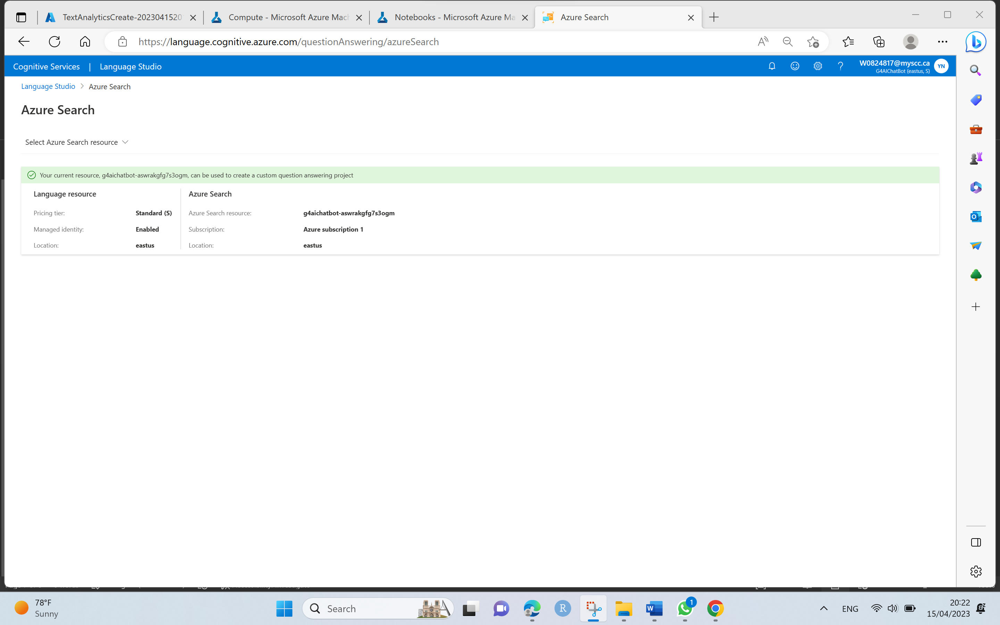 TextAnalyticsCreate-2023041520
Compute - Microsoft Azure Mach
Notebooks - Microsoft Azure Ma
Azure Search
https://language.cognitive.azure.com/questionAnswering/azureSearch
Cognitive Services | Language Studio
W0824817@myscc.ca
G4AIChatBot (eastus, S)
YN
Language Studio > Azure Search
Azure Search
Select Azure Search resource
Your current resource, g4aichatbot-aswrakgfg7s3ogm, can be used to create a custom question answering project
Language resource
Pricing tier: Standard (S)
Managed identity: Enabled
Location: eastus
Azure Search
Azure Search resource: g4aichatbot-aswrakgfg7s3ogm
Subscription: Azure subscription 1
Location: eastus
78°F
Sunny
Search
1
ENG
20:22
15/04/2023